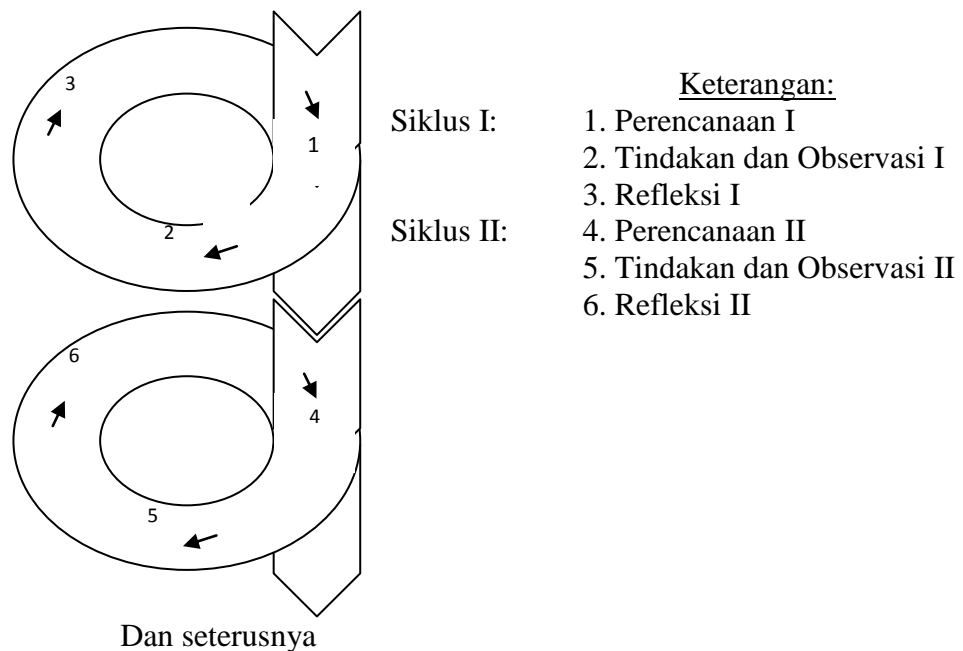 3
1
2
6
4
5
Dan seterusnya
Keterangan:
Siklus I: 1. Perencanaan I
2. Tindakan dan Observasi I
3. Refleksi I
Siklus II: 4. Perencanaan II
5. Tindakan dan Observasi II
6. Refleksi II